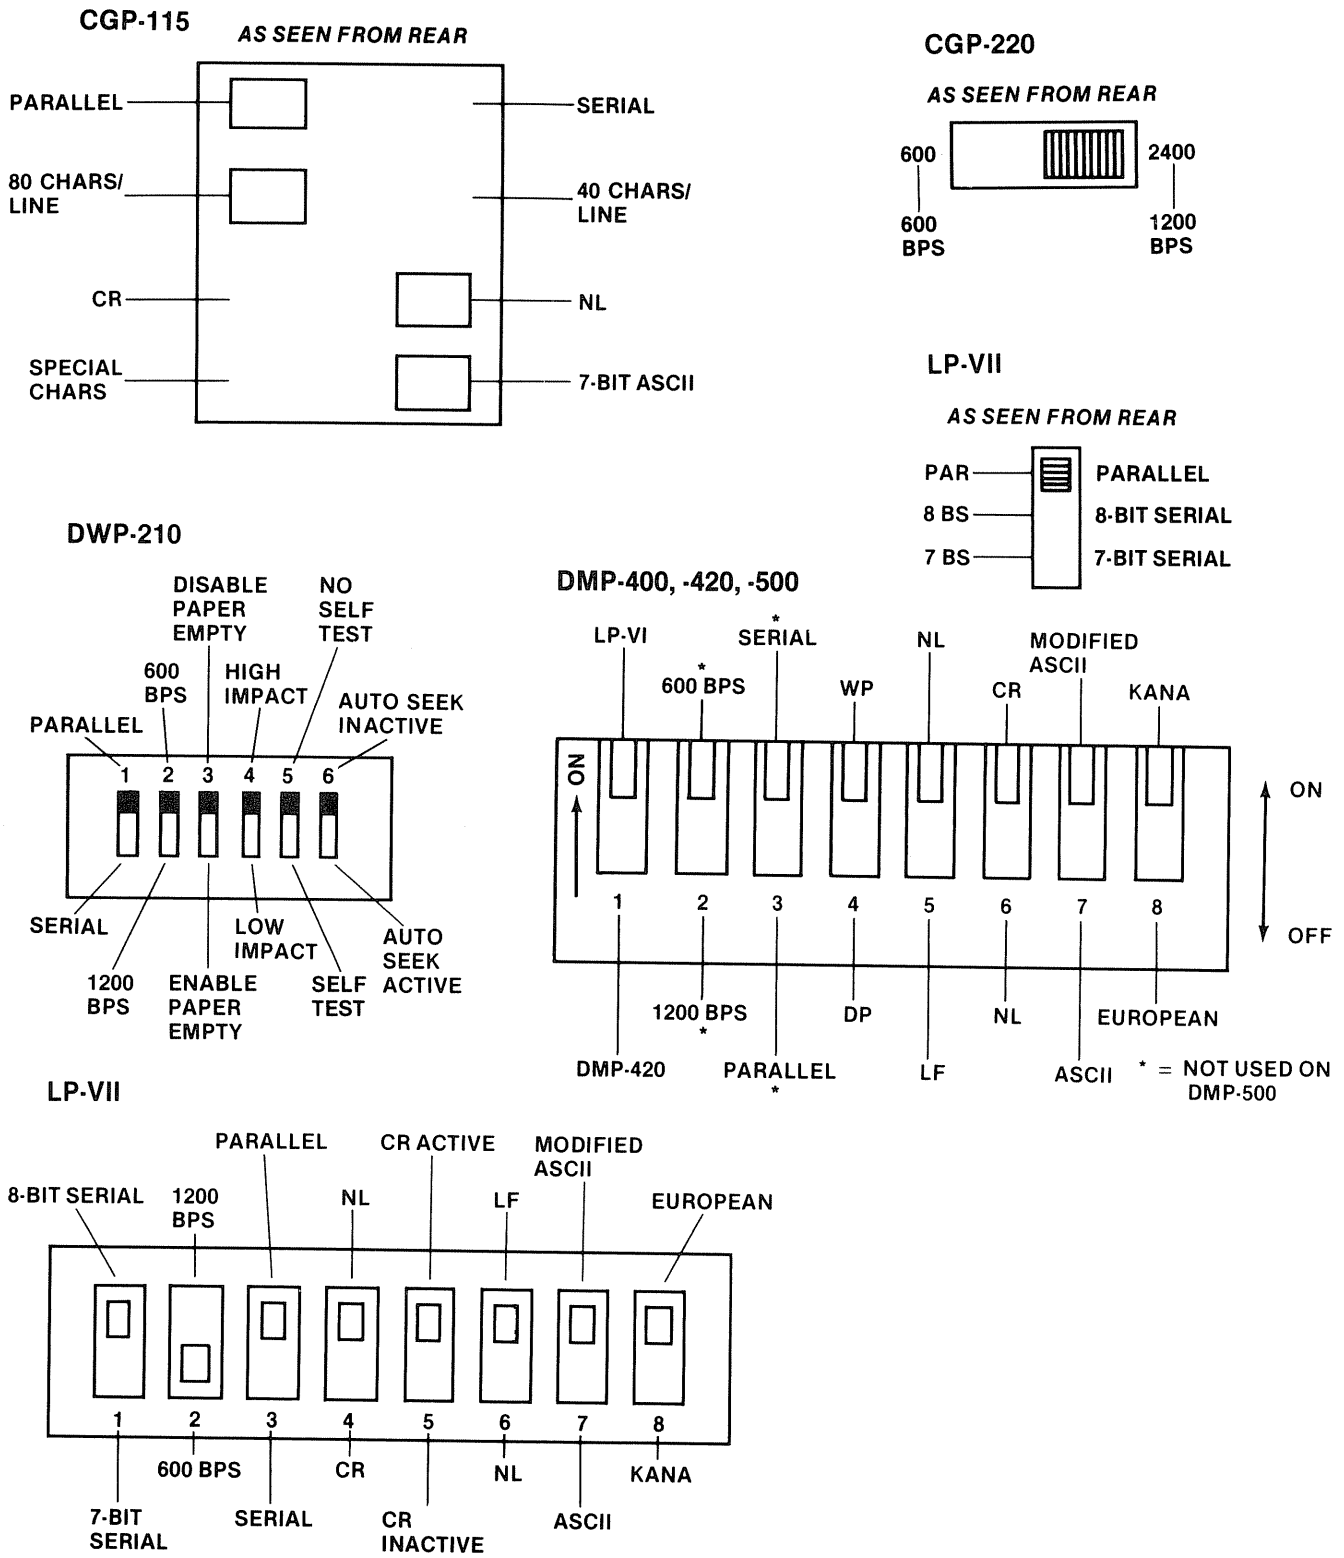 CGP-115
AS SEEN FROM REAR
PARALLEL
SERIAL
80 CHARS/
LINE
40 CHARS/
LINE
CR
NL
SPECIAL
CHARS
7-BIT ASCII
CGP-220
AS SEEN FROM REAR
600
2400
600
BPS
1200
BPS
LP-VII
AS SEEN FROM REAR
PAR
PARALLEL
8 BS
8-BIT SERIAL
7 BS
7-BIT SERIAL
DWP-210
DISABLE
PAPER
EMPTY
NO
SELF
TEST
600
BPS
HIGH
IMPACT
AUTO SEEK
INACTIVE
PARALLEL
1 2 3 4 5 6
SERIAL
LOW
IMPACT
AUTO
SEEK
ACTIVE
1200
BPS
ENABLE
PAPER
EMPTY
SELF
TEST
DMP-400, -420, -500
LP-VI
*
SERIAL
NL
MODIFIED
ASCII
*
600 BPS
WP
CR
KANA
ON
ON
1 2 3 4 5 6 7 8
OFF
1200 BPS
*
DP
NL
EUROPEAN
DMP-420
PARALLEL
*
LF
ASCII
* = NOT USED ON
DMP-500
LP-VII
PARALLEL
CR ACTIVE
MODIFIED
ASCII
8-BIT SERIAL
1200
BPS
NL
LF
EUROPEAN
1 2 3 4 5 6 7 8
600 BPS
CR
NL
KANA
7-BIT
SERIAL
SERIAL
CR
INACTIVE
ASCII